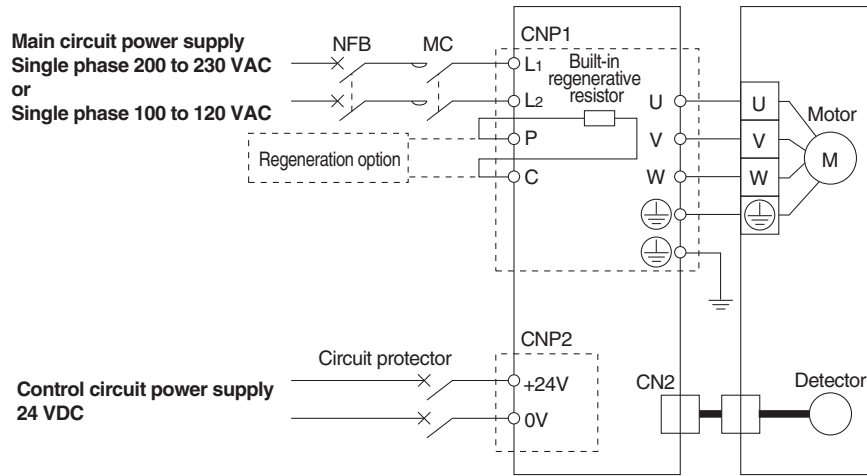 Main circuit power supply
Single phase 200 to 230 VAC
or
Single phase 100 to 120 VAC
NFB
MC
CNP1
L1
L2
P
C
Built-in
regenerative
resistor
Regeneration option
U
V
W
U
V
W
Motor
M
CNP2
Circuit protector
+24V
0V
Control circuit power supply
24 VDC
CN2
Detector